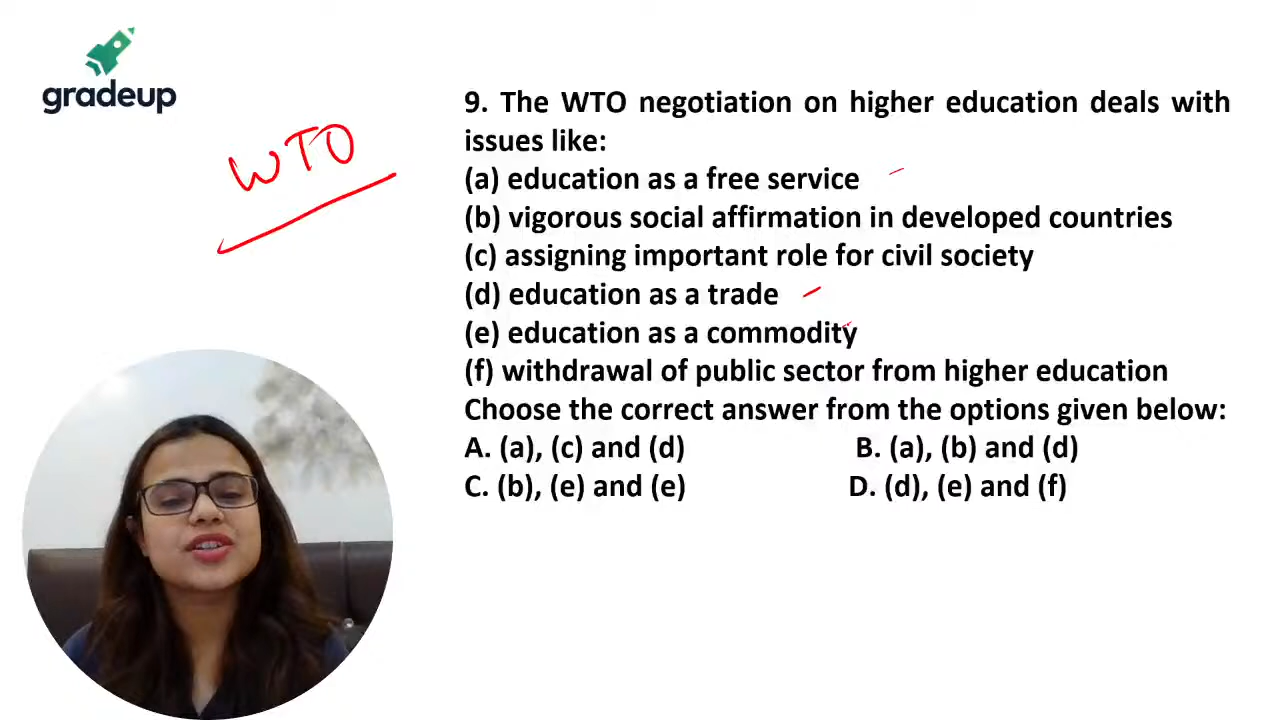 gradeup
WTO
9. The WTO negotiation on higher education deals with
issues like:
(a) education as a free service
(b) vigorous social affirmation in developed countries
(c) assigning important role for civil society
(d) education as a trade
(e) education as a commodity
(f) withdrawal of public sector from higher education
Choose the correct answer from the options given below:
A. (a), (c) and (d) B. (a), (b) and (d)
C. (b), (e) and (e) D. (d), (e) and (f)